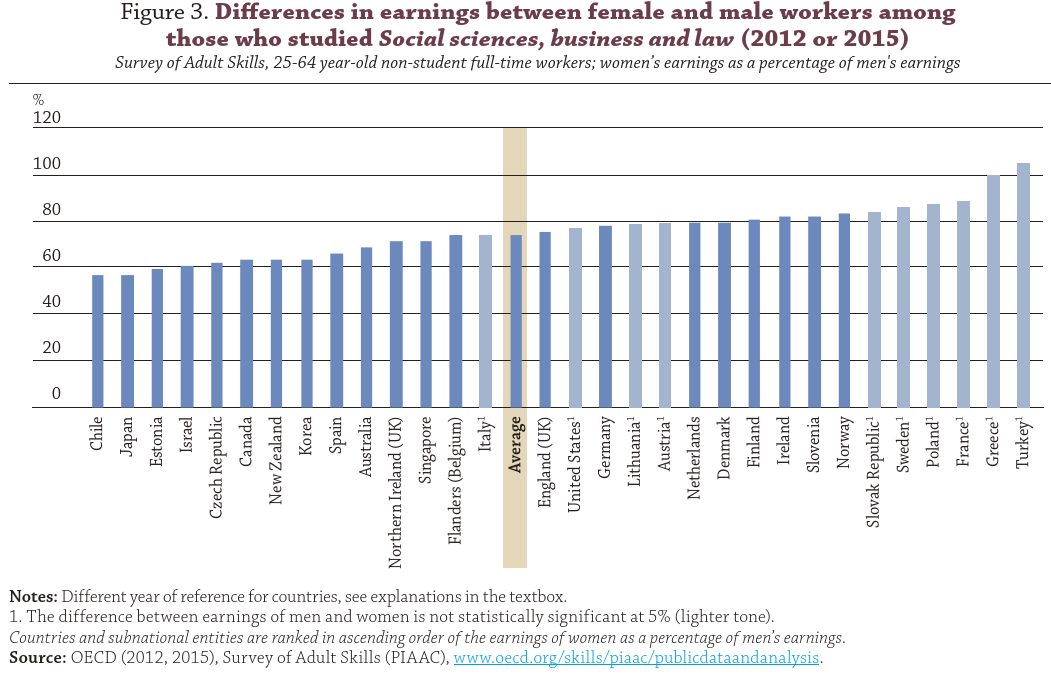 Figure 3. Differences in earnings between female and male workers among
those who studied Social sciences, business and law (2012 or 2015)
Survey of Adult Skills, 25-64 year-old non-student full-time workers; women's earnings as a percentage of men's earnings
%
120
100
80
60
40
20
0
Chile
Japan
Estonia
Israel
Czech Republic
Canada
New Zealand
Korea
Spain
Australia
Northern Ireland (UK)
Singapore
Flanders (Belgium)
Italy¹
Average
England (UK)
United States¹
Germany
Lithuania¹
Austria¹
Netherlands
Denmark
Finland
Ireland
Slovenia
Norway
Slovak Republic¹
Sweden¹
Poland¹
France¹
Greece¹
Turkey¹
Notes: Different year of reference for countries, see explanations in the textbox.
1. The difference between earnings of men and women is not statistically significant at 5% (lighter tone).
Countries and subnational entities are ranked in ascending order of the earnings of women as a percentage of men's earnings.
Source: OECD (2012, 2015), Survey of Adult Skills (PIAAC), www.oecd.org/skills/piaac/publicdataandanalysis.